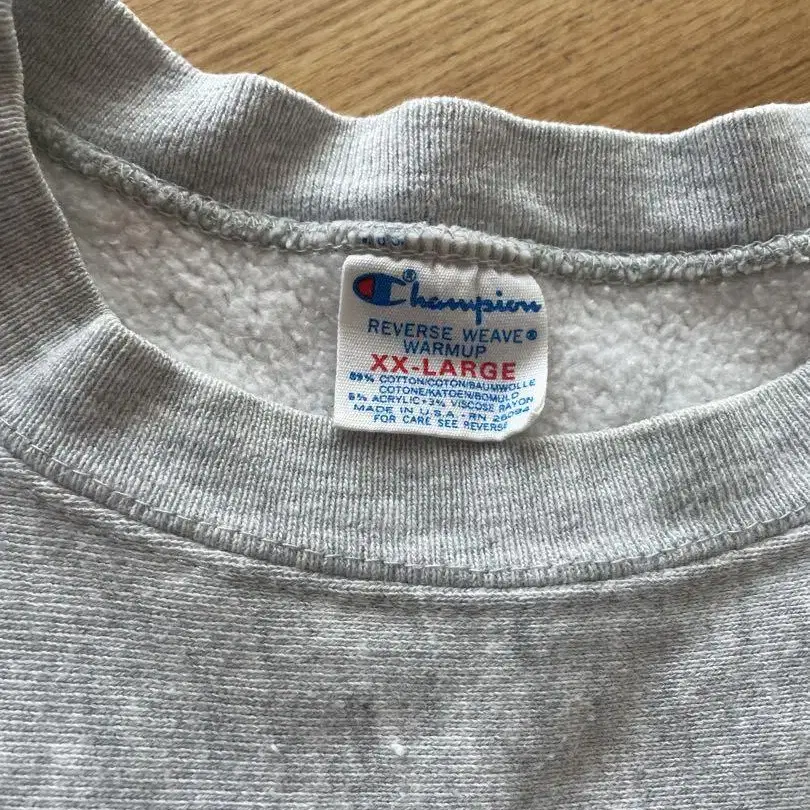 Champion®
REVERSE WEAVE®
WARMUP
XX-LARGE
89% COTTON/COTON/BAUMWOLLE
COTONE/KATOEN/BOMULD
8% ACRYLIC+3% VISCOSE RAYON
MADE IN U.S.A - RN 26094
FOR CARE SEE REVERSE